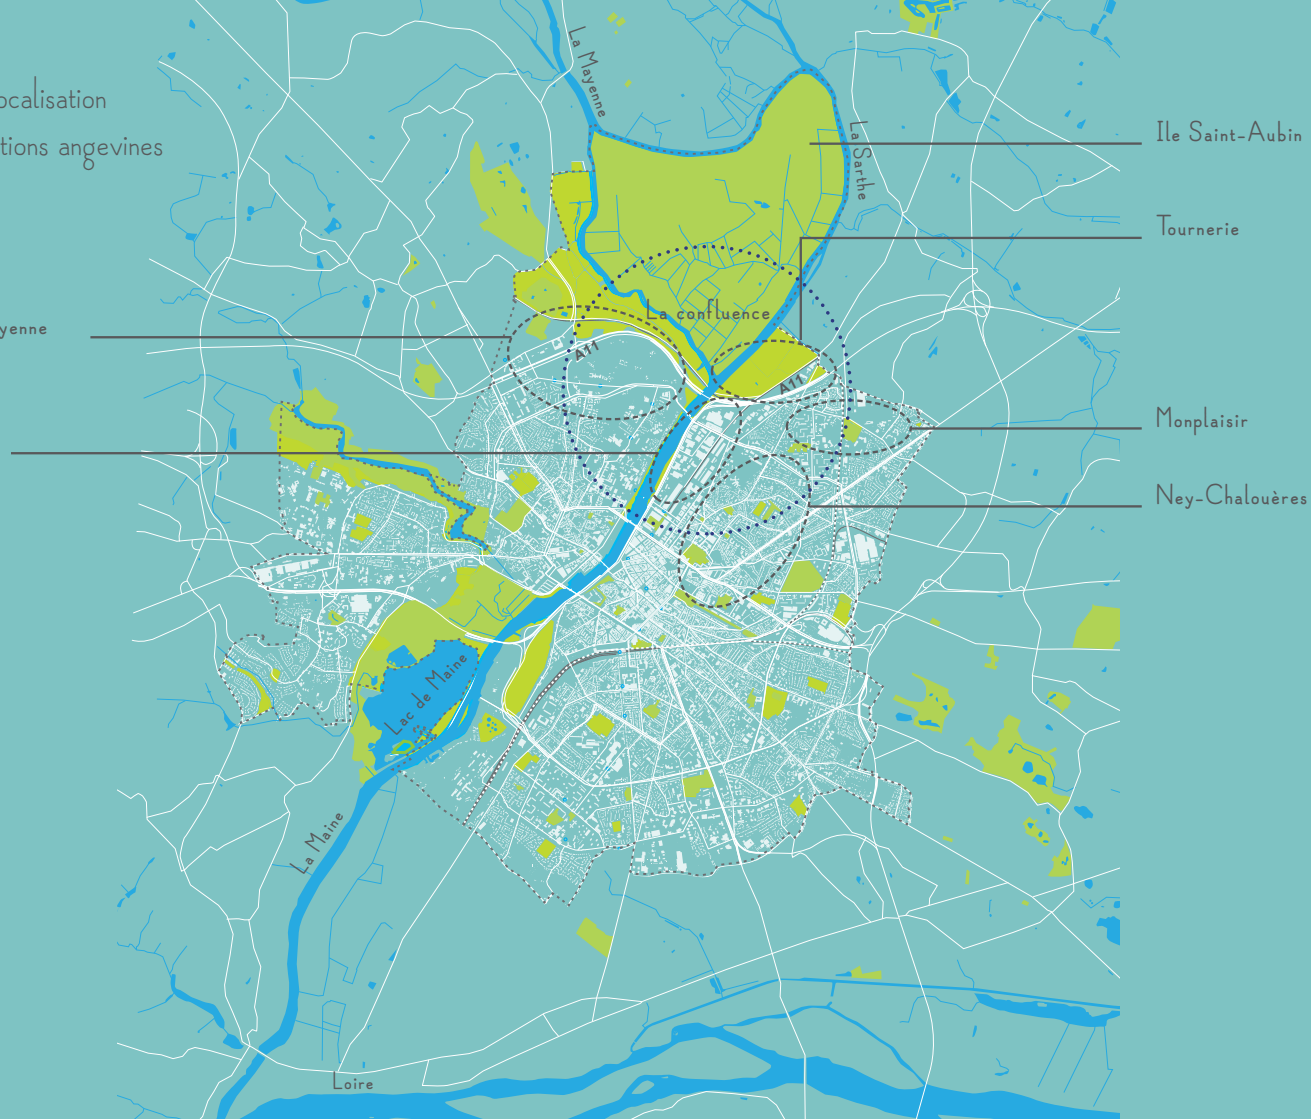 ocalisation
tions angevines
La Mayenne
La Sarthe
Ile Saint-Aubin
Tournerie
La confluence
yenne
A11
A11
Monplaisir
Ney-Chalouères
Lac de Maine
La Maine
Loire